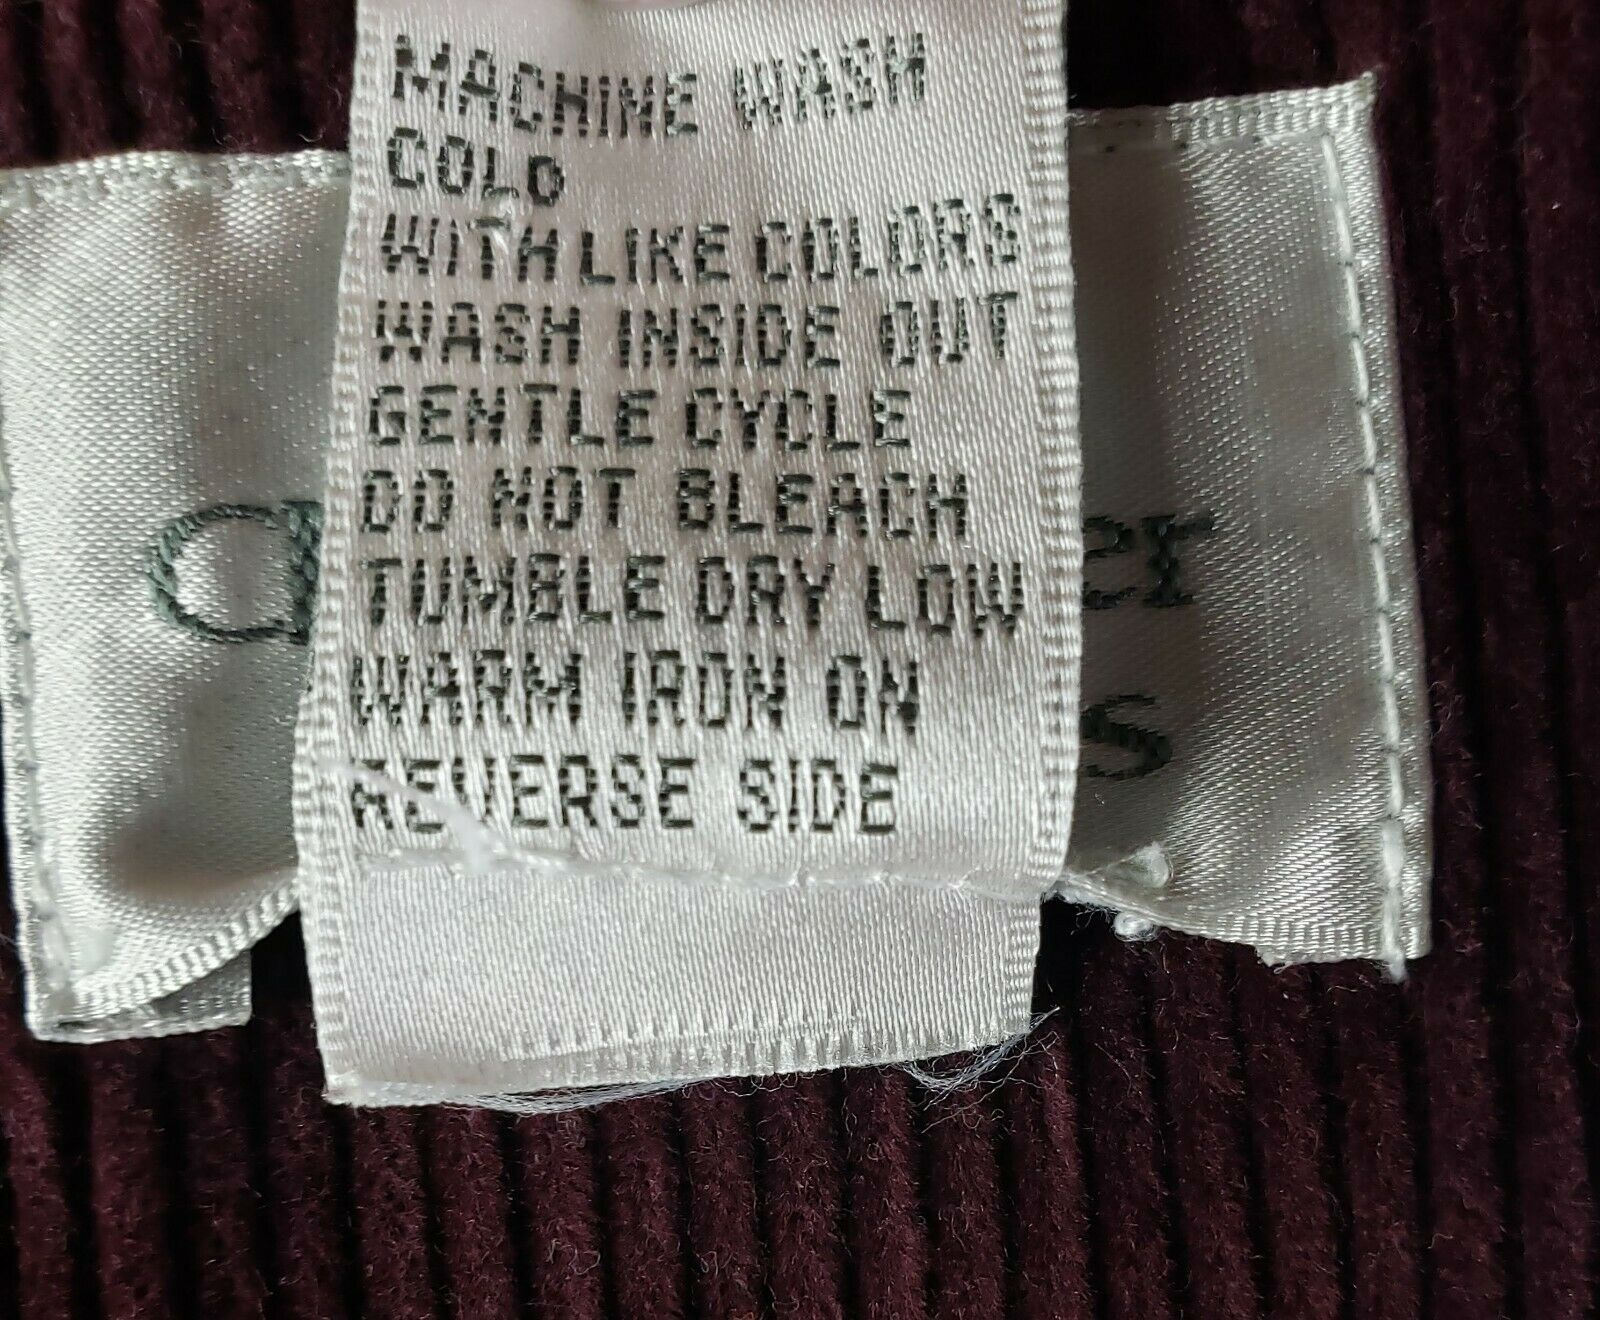 MACHINE WASH
COLD
WITH LIKE COLORS
WASH INSIDE OUT
GENTLE CYCLE
DO NOT BLEACH
TUMBLE DRY LOW
WARM IRON ON
REVERSE SIDE
S